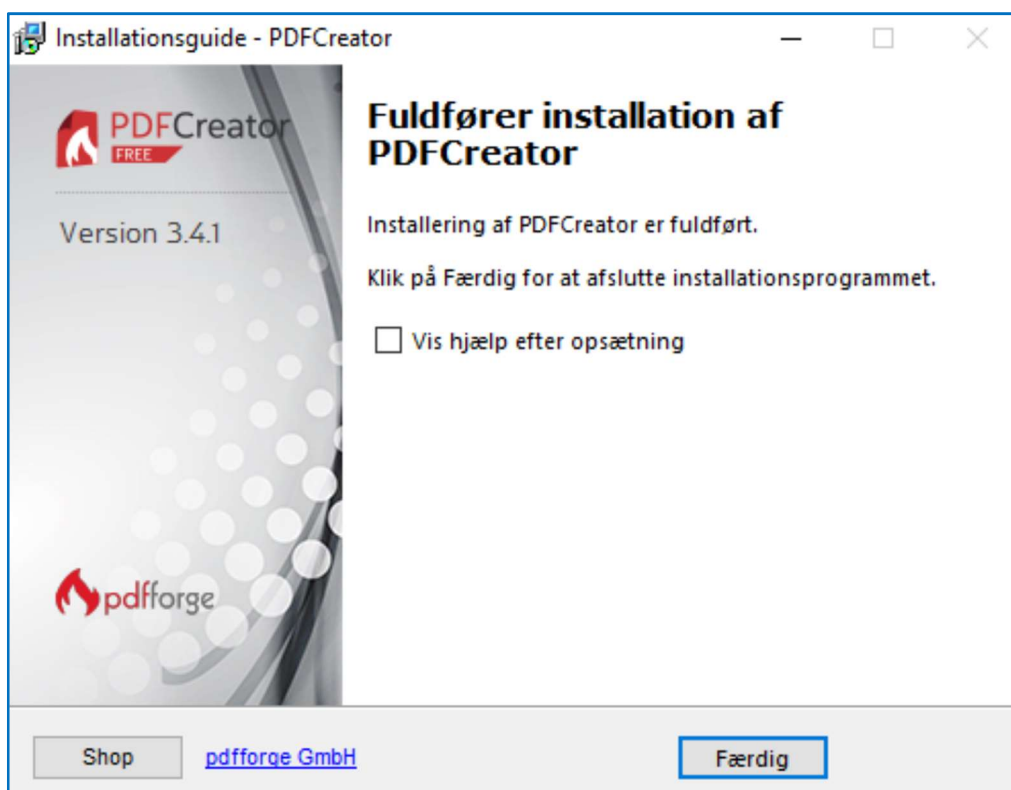 Installationsguide - PDFCreator
PDFCreator
FREE
Version 3.4.1
pdfforge
Fuldfører installation af
PDFCreator
Installering af PDFCreator er fuldført.
Klik på Færdig for at afslutte installationsprogrammet.
Vis hjælp efter opsætning
Shop
pdfforge GmbH
Færdig